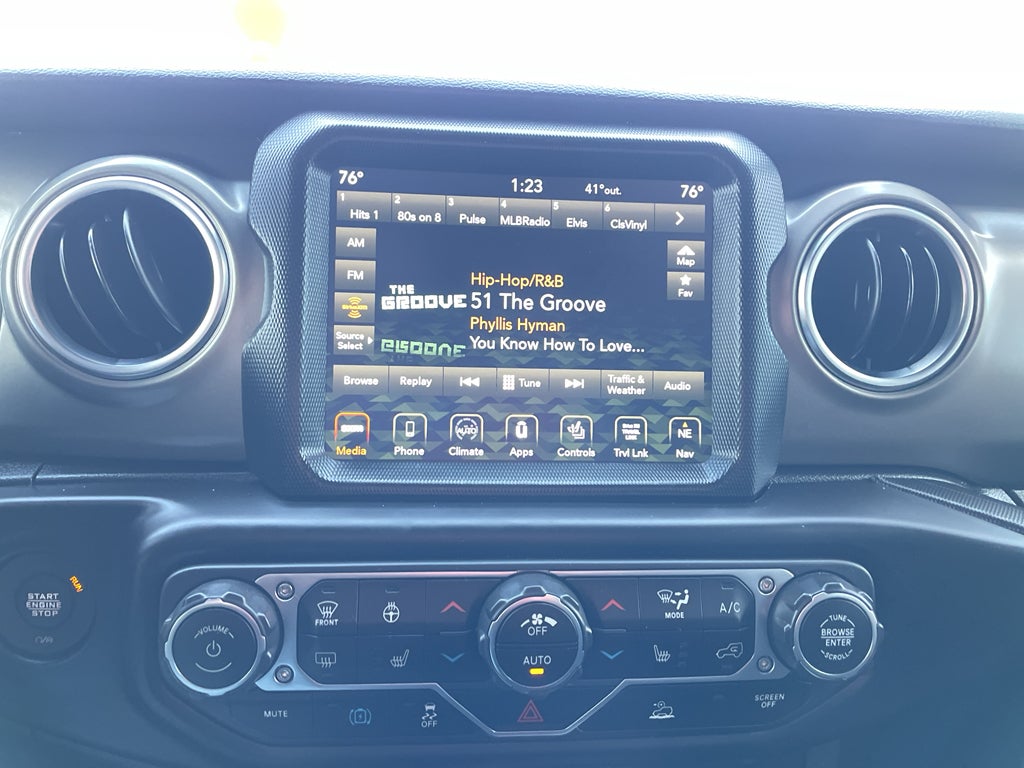 76° 1:23 41°out. 76°
1 2 3 4 5 6
Hits 1 80s on 8 Pulse MLBRadio Elvis ClsVinyl
AM
FM
SiriusXM
Source
Select
Map
Fav
THE
GROOVE
Hip-Hop/R&B
51 The Groove
Phyllis Hyman
You Know How To Love...
Browse Replay Tune Traffic &
Weather Audio
AUTO
NE
Media Phone Climate Apps Controls Trvl Lnk Nav
RUN
START
ENGINE
STOP
VOLUME
FRONT
OFF
AUTO
MODE
A/C
TUNE
BROWSE
ENTER
SCROLL
MUTE
OFF
SCREEN
OFF